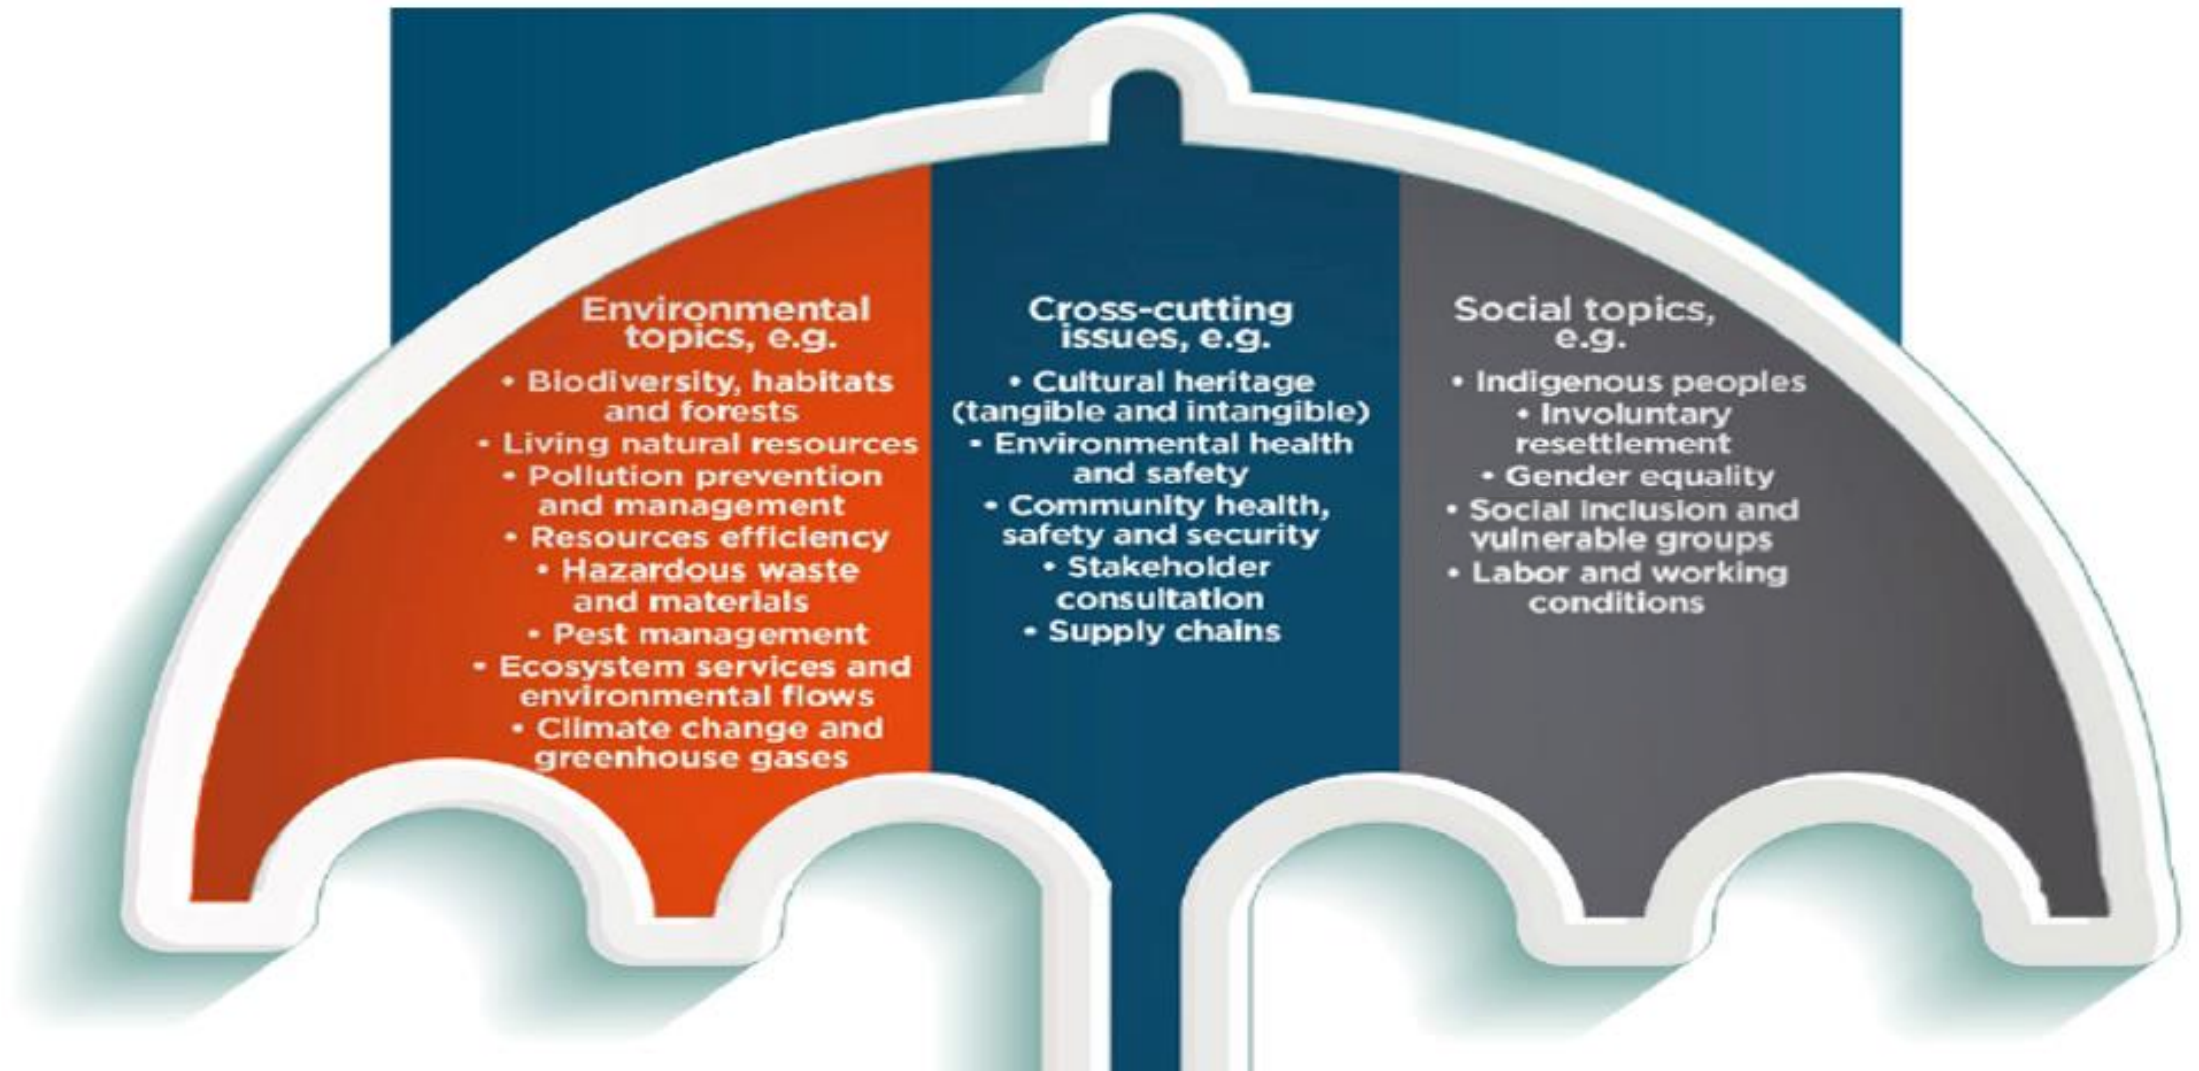 Environmental
topics, e.g.
• Biodiversity, habitats
and forests
• Living natural resources
• Pollution prevention
and management
• Resources efficiency
• Hazardous waste
and materials
• Pest management
• Ecosystem services and
environmental flows
• Climate change and
greenhouse gases
Cross-cutting
issues, e.g.
• Cultural heritage
(tangible and intangible)
• Environmental health
and safety
• Community health,
safety and security
• Stakeholder
consultation
• Supply chains
Social topics,
e.g.
• Indigenous peoples
• Involuntary
resettlement
• Gender equality
• Social inclusion and
vulnerable groups
• Labor and working
conditions